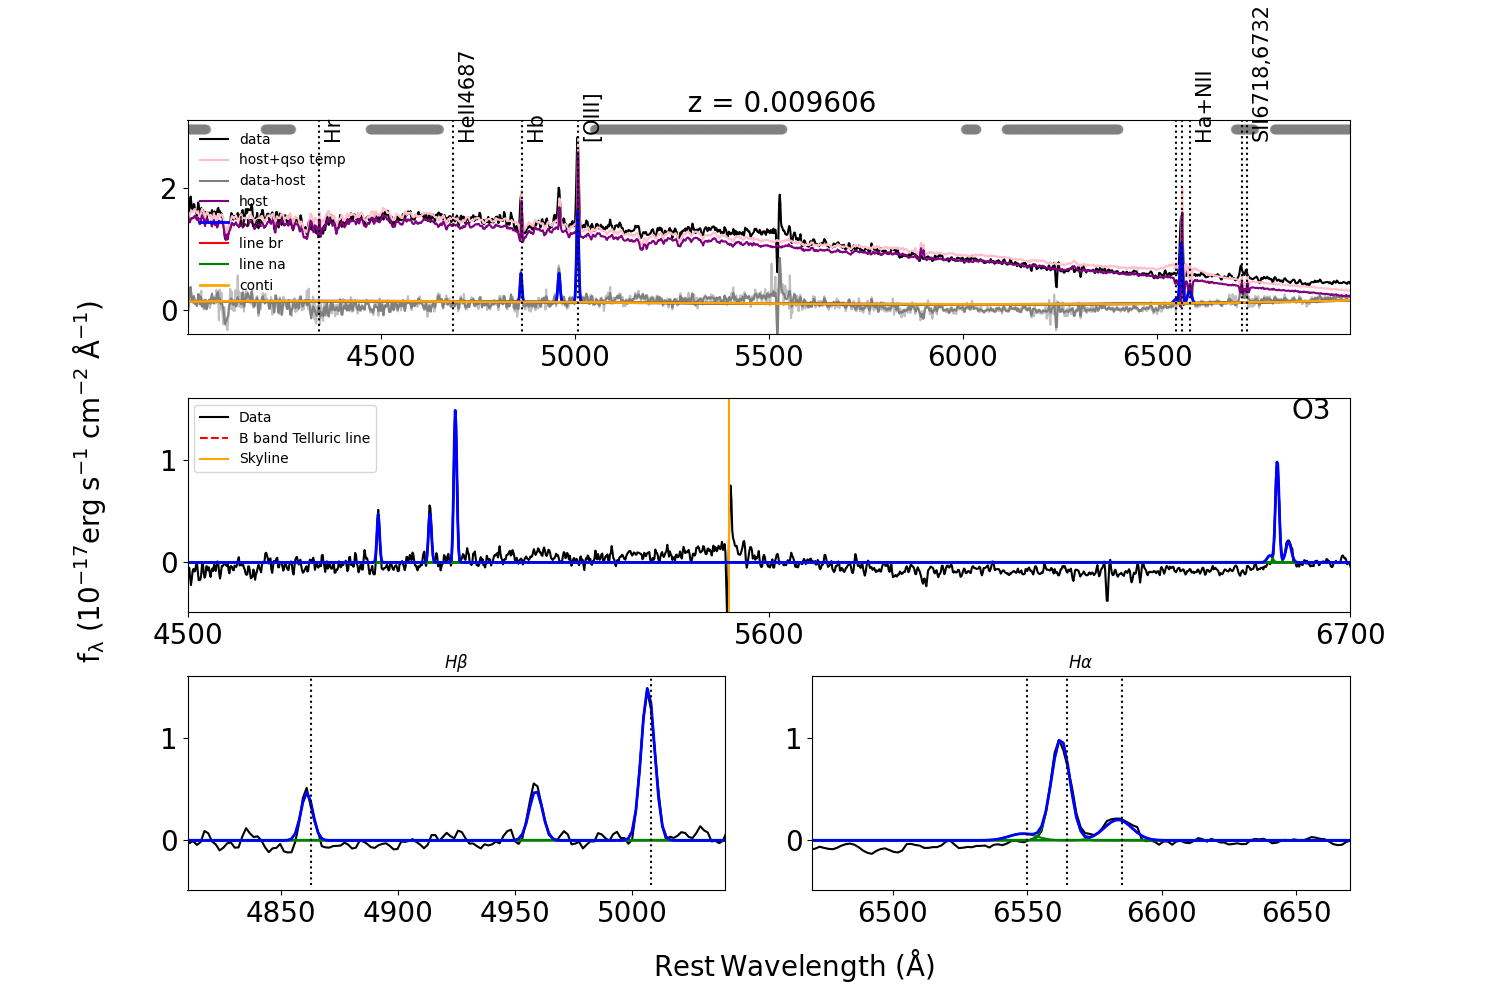 z = 0.009606
Hr
HeII4687
Hb
[OIII]
Ha+NII
SII6718,6732
data
host+qso temp
data-host
host
line br
line na
conti
2
0
4500 5000 5500 6000 6500
fλ (10−17erg s−1 cm−2 Å−1)
O3
Data
B band Telluric line
Skyline
1
0
4500 5600 6700
Hβ
1
0
4850 4900 4950 5000
Hα
1
0
6500 6550 6600 6650
Rest Wavelength (Å)